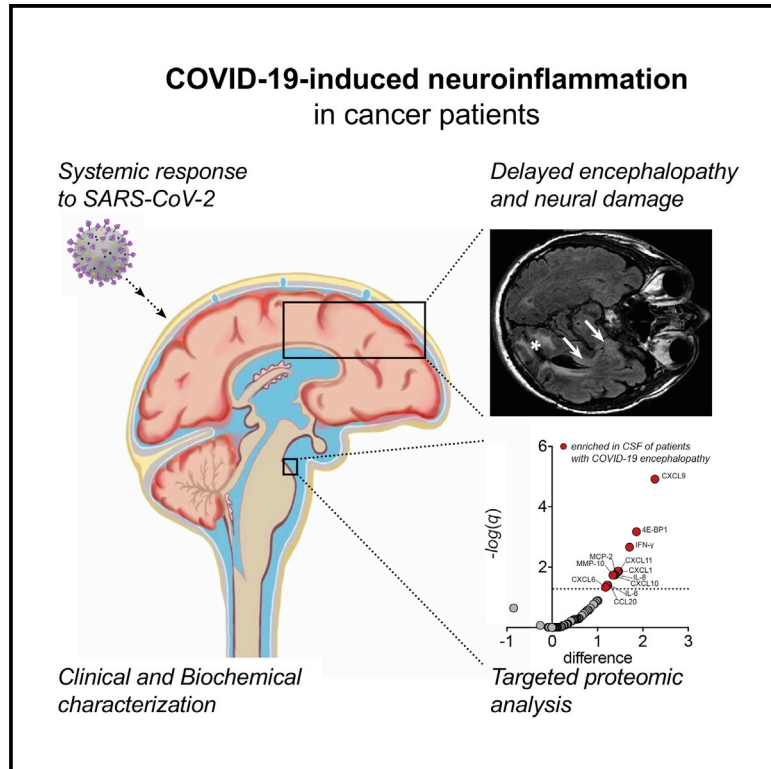 COVID-19-induced neuroinflammation
in cancer patients
Systemic response
to SARS-CoV-2
Delayed encephalopathy
and neural damage
*
6
enriched in CSF of patients
with COVID-19 encephalopathy
CXCL9
4
4E-BP1
IFN-γ
MCP-2
CXCL11
2
MMP-10
CXCL1
IL-8
CXCL6
CXCL10
IL-6
CCL20
0
-log(q)
-1
0
1
2
3
difference
Clinical and Biochemical
characterization
Targeted proteomic
analysis